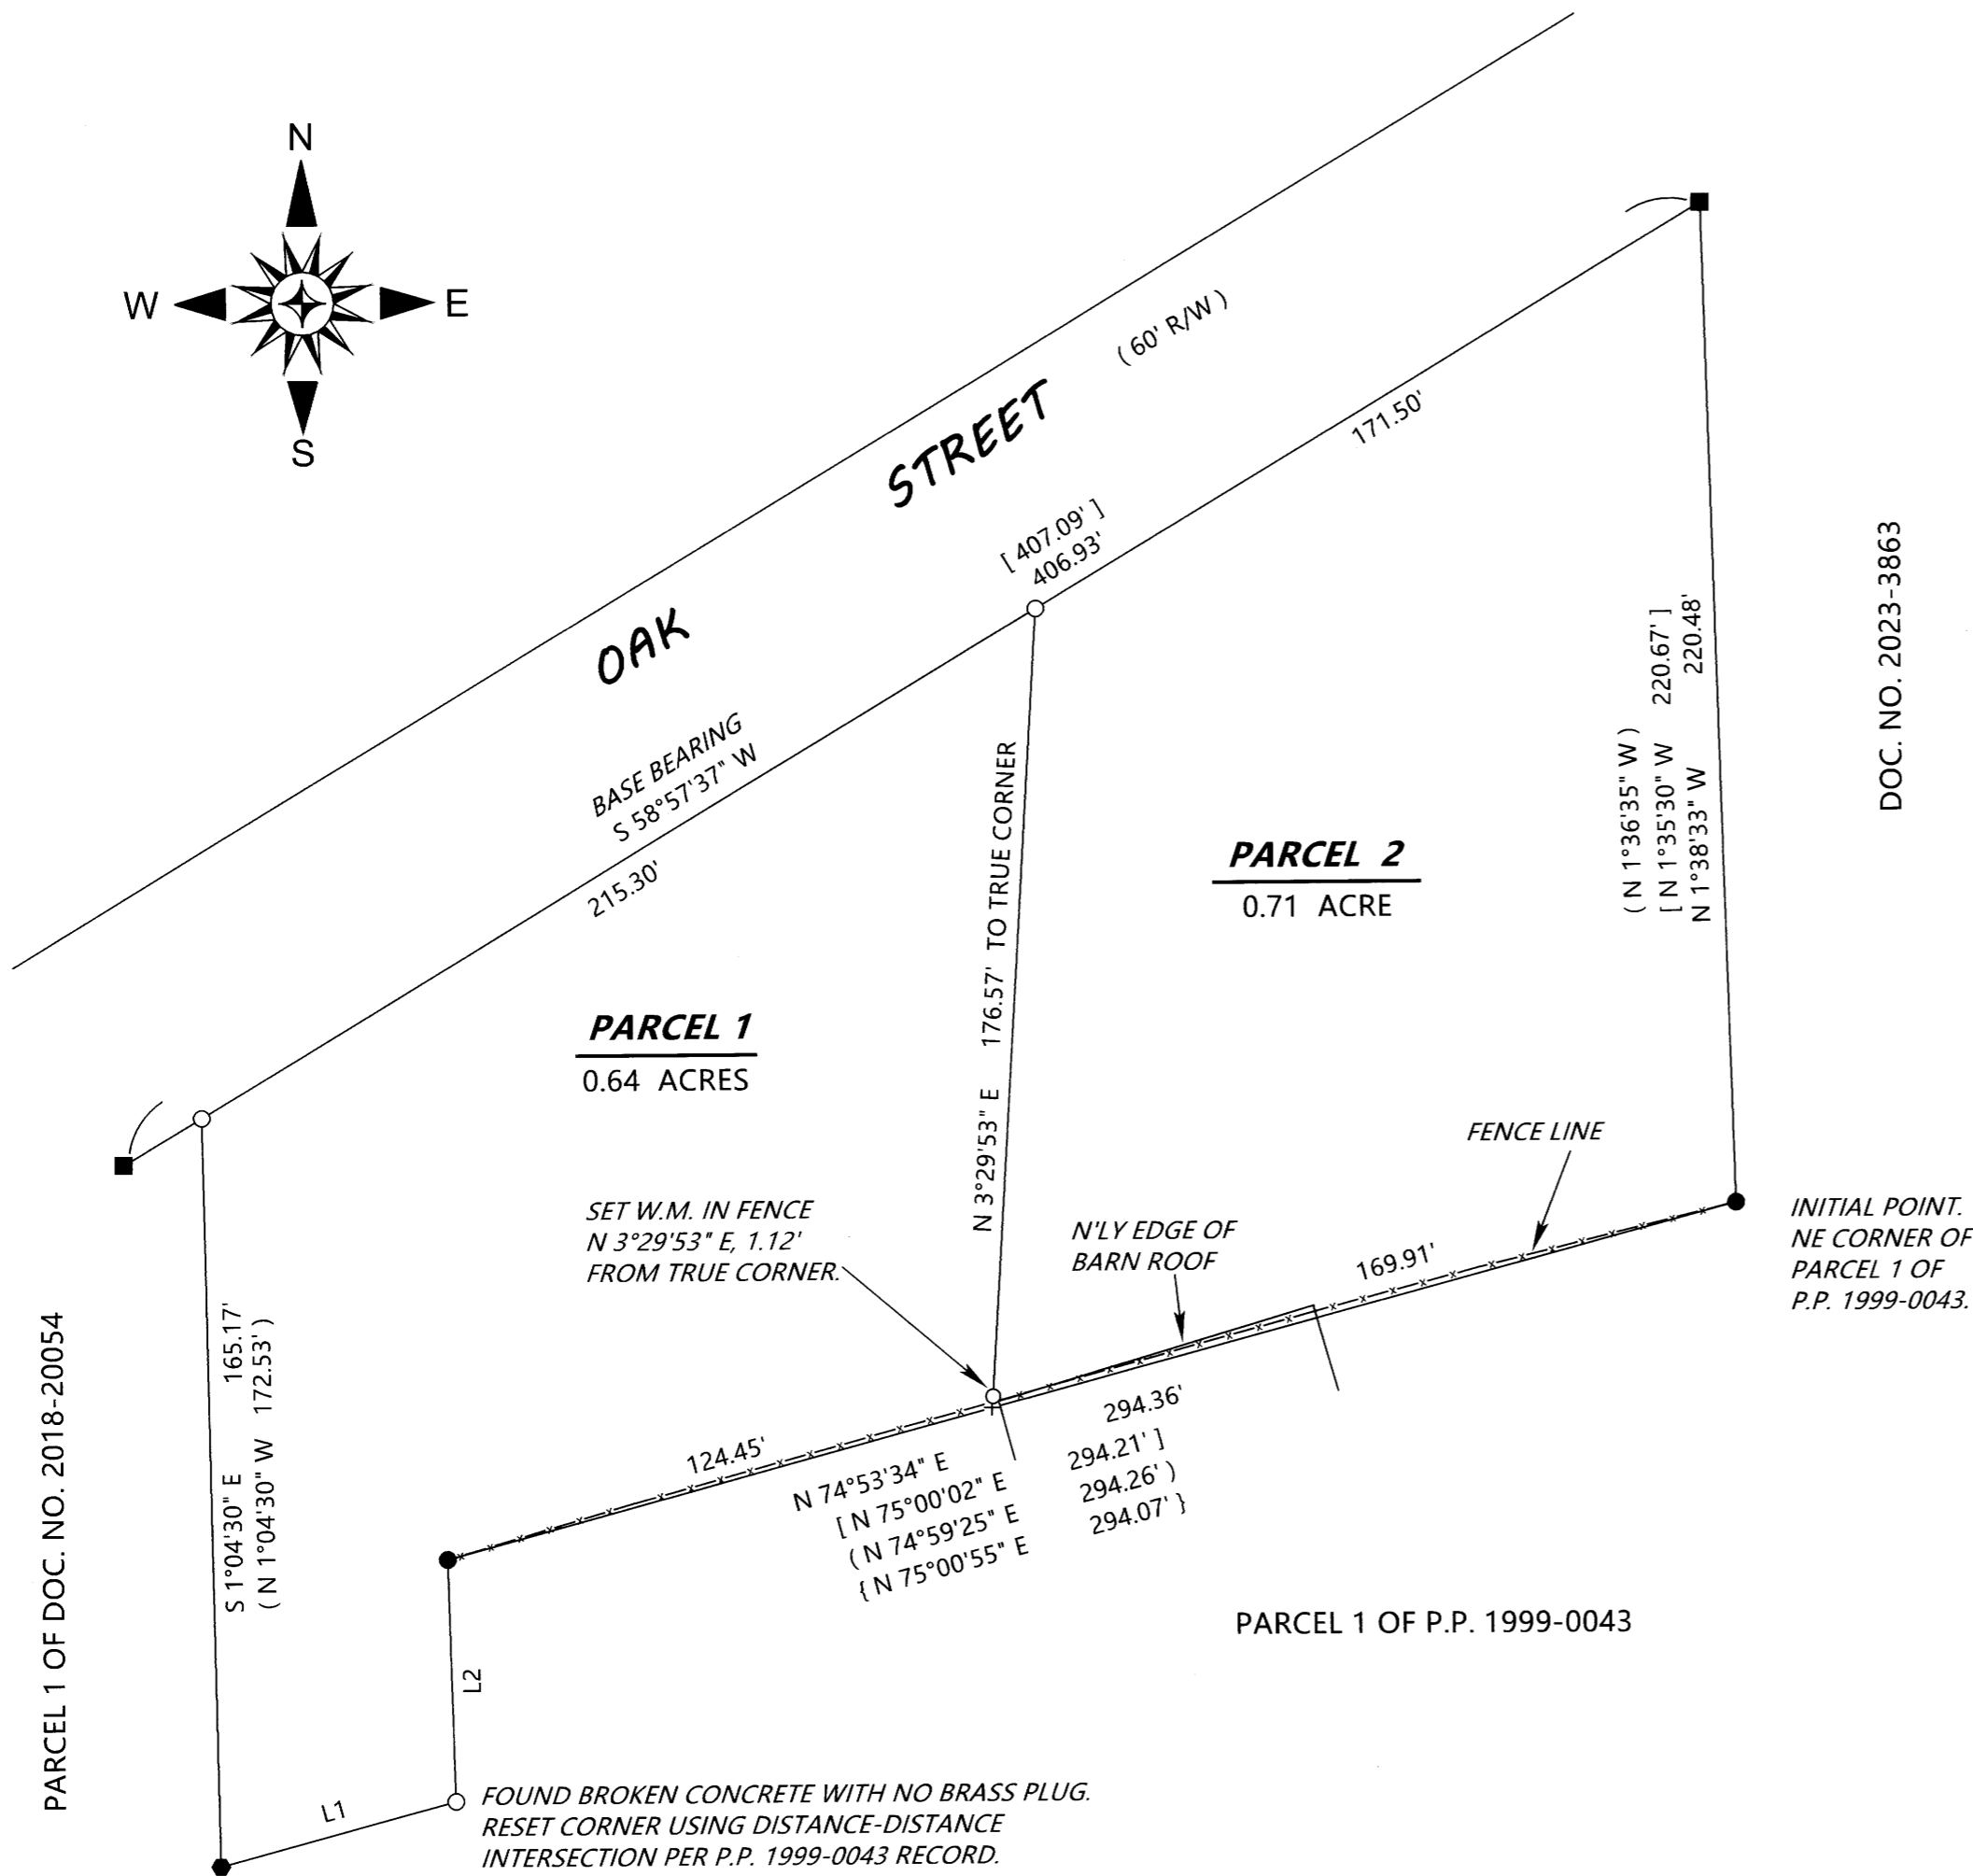 N
W
E
S
( 60' R/W )
OAK STREET
171.50'
[ 407.09' ]
406.93'
BASE BEARING
S 58°57'37" W
215.30'
( N 1°36'35" W )
[ N 1°35'30" W 220.67' ]
N 1°38'33" W 220.48'
DOC. NO. 2023-3863
N 3°29'53" E 176.57' TO TRUE CORNER
PARCEL 2
0.71 ACRE
PARCEL 1
0.64 ACRES
FENCE LINE
SET W.M. IN FENCE
N 3°29'53" E, 1.12'
FROM TRUE CORNER.
N'LY EDGE OF
BARN ROOF
169.91'
INITIAL POINT.
NE CORNER OF
PARCEL 1 OF
P.P. 1999-0043.
PARCEL 1 OF DOC. NO. 2018-20054
S 1°04'30" E 165.17'
( N 1°04'30" W 172.53' )
124.45'
N 74°53'34" E 294.36'
[ N 75°00'02" E 294.21' ]
( N 74°59'25" E 294.26' )
{ N 75°00'55" E 294.07' }
PARCEL 1 OF P.P. 1999-0043
L2
L1
FOUND BROKEN CONCRETE WITH NO BRASS PLUG.
RESET CORNER USING DISTANCE-DISTANCE
INTERSECTION PER P.P. 1999-0043 RECORD.